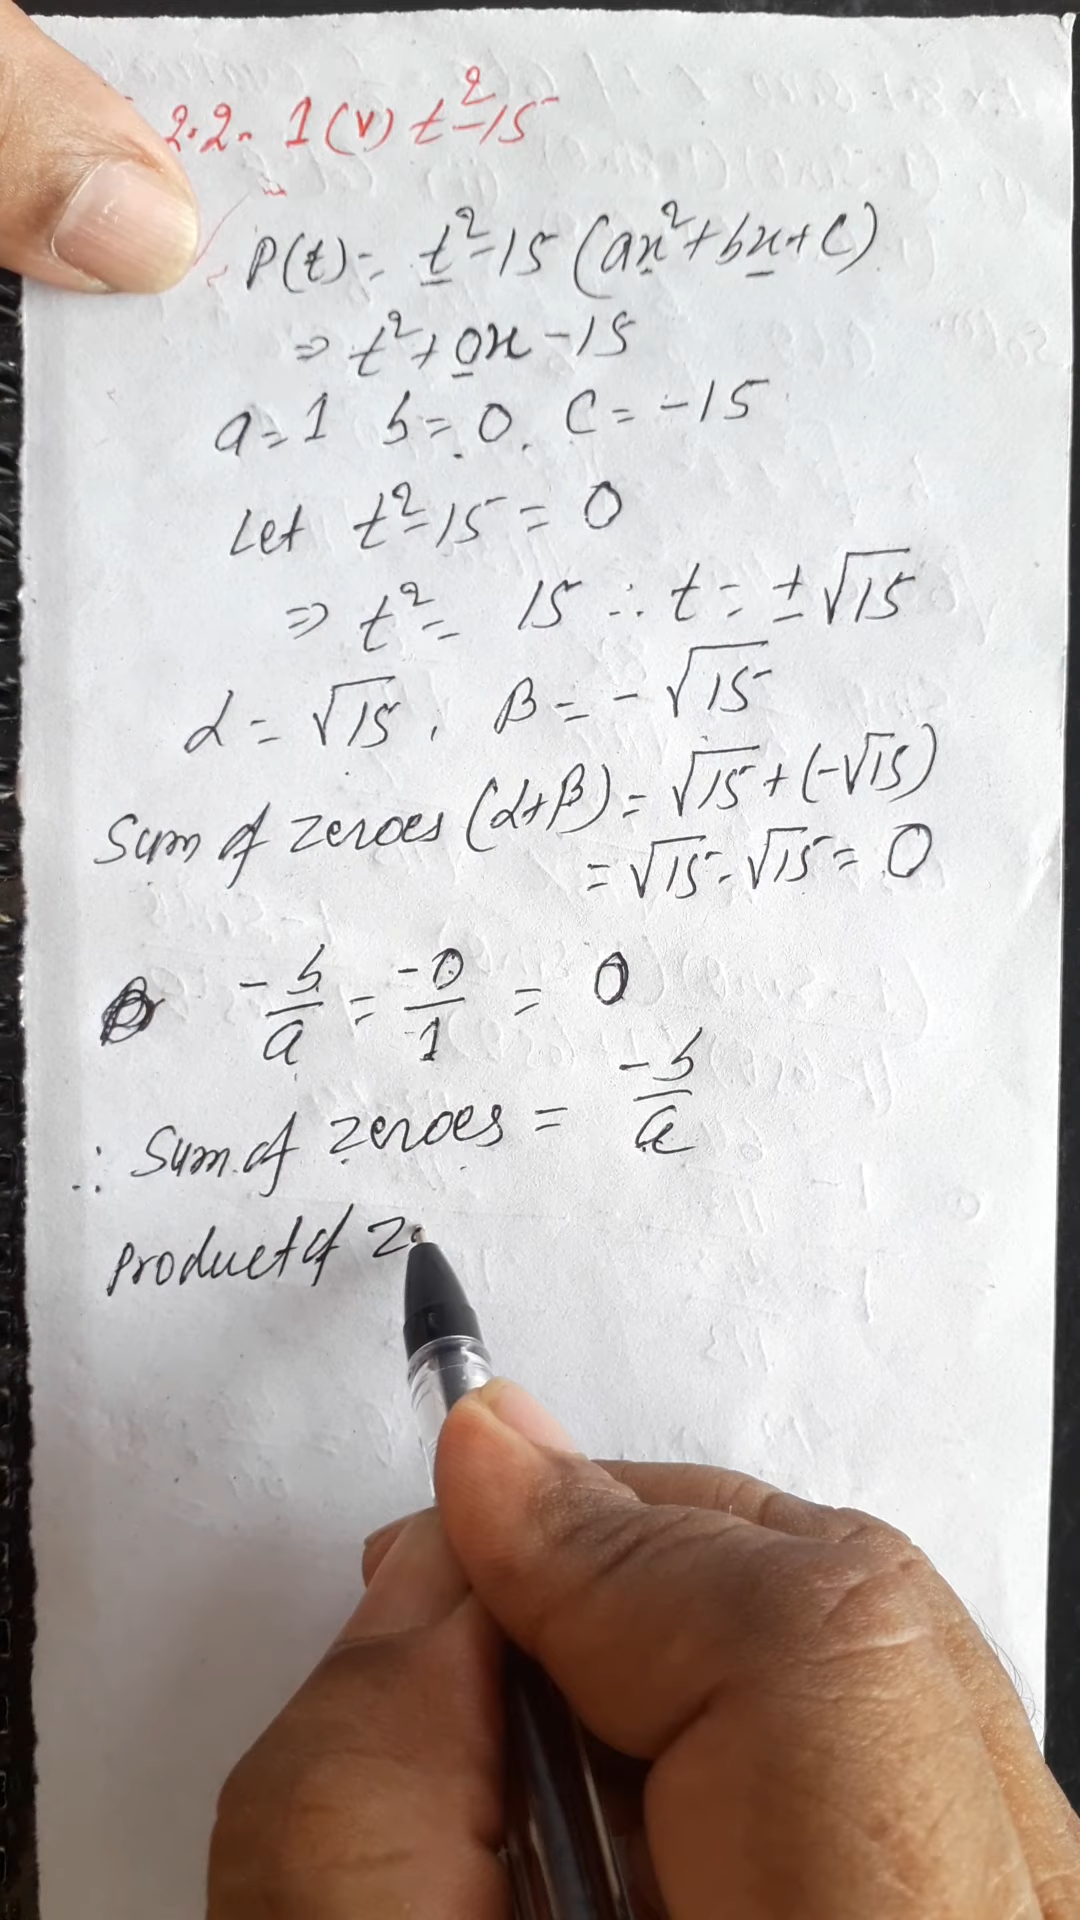 2.2. 1(v) t²-15
P(t) = t²-15 (ax²+bx+c)
⇒ t²+0x-15
a=1 b=0, c=-15
Let t²-15 = 0
⇒ t² = 15 ∴ t = ±√15
α = √15, β = -√15
Sum of zeroes (α+β) = √15+(-√15)
= √15-√15 = 0
-b/a = -0/1 = 0
∴ Sum of zeroes = -b/a
Product of